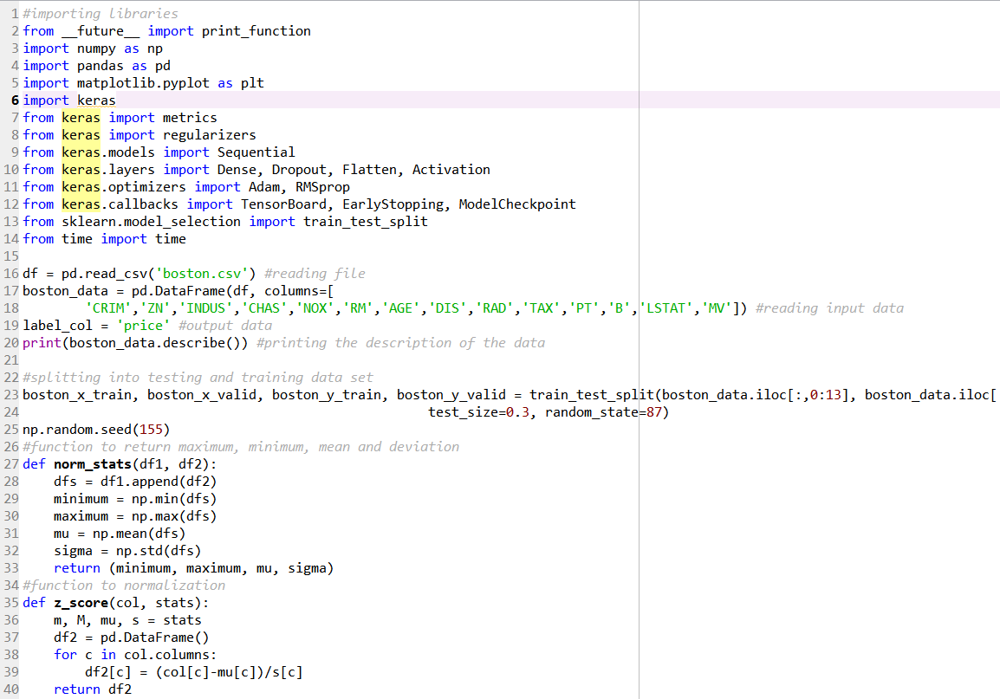 1 #importing libraries
2 from __future__ import print_function
3 import numpy as np
4 import pandas as pd
5 import matplotlib.pyplot as plt
6 import keras
7 from keras import metrics
8 from keras import regularizers
9 from keras.models import Sequential
10 from keras.layers import Dense, Dropout, Flatten, Activation
11 from keras.optimizers import Adam, RMSprop
12 from keras.callbacks import TensorBoard, EarlyStopping, ModelCheckpoint
13 from sklearn.model_selection import train_test_split
14 from time import time
15
16 df = pd.read_csv('boston.csv') #reading file
17 boston_data = pd.DataFrame(df, columns=[
18         'CRIM','ZN','INDUS','CHAS','NOX','RM','AGE','DIS','RAD','TAX','PT','B','LSTAT','MV']) #reading input data
19 label_col = 'price' #output data
20 print(boston_data.describe()) #printing the description of the data
21
22 #splitting into testing and training data set
23 boston_x_train, boston_x_valid, boston_y_train, boston_y_valid = train_test_split(boston_data.iloc[:,0:13], boston_data.iloc[
24                                                     test_size=0.3, random_state=87)
25 np.random.seed(155)
26 #function to return maximum, minimum, mean and deviation
27 def norm_stats(df1, df2):
28     dfs = df1.append(df2)
29     minimum = np.min(dfs)
30     maximum = np.max(dfs)
31     mu = np.mean(dfs)
32     sigma = np.std(dfs)
33     return (minimum, maximum, mu, sigma)
34 #function to normalization
35 def z_score(col, stats):
36     m, M, mu, s = stats
37     df2 = pd.DataFrame()
38     for c in col.columns:
39         df2[c] = (col[c]-mu[c])/s[c]
40     return df2